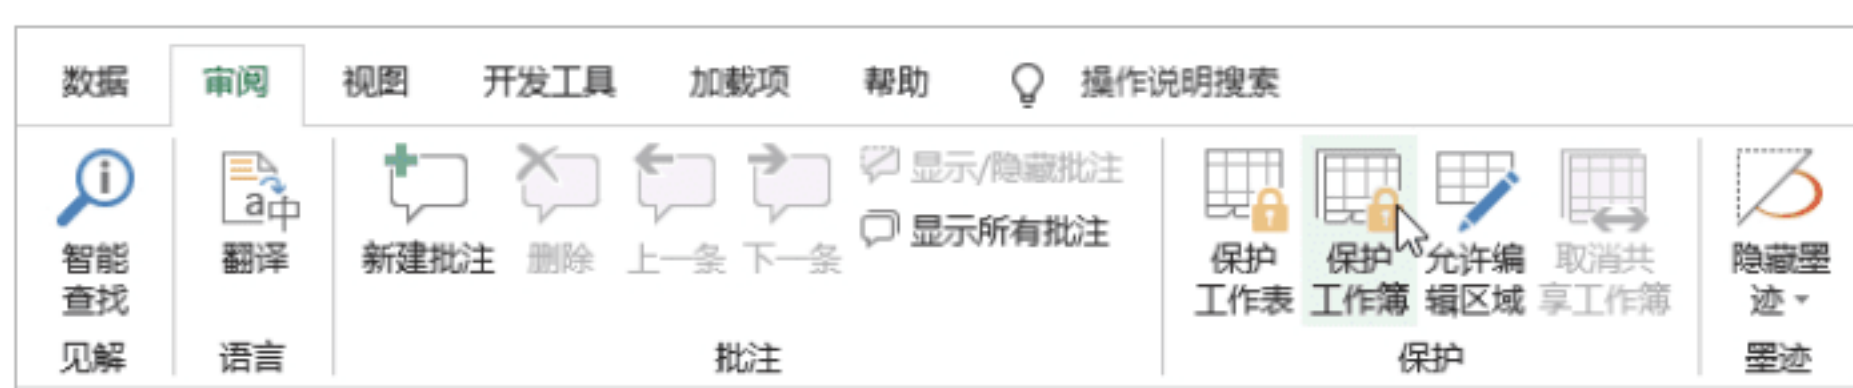 数据 审阅 视图 开发工具 加载项 帮助 操作说明搜索
显示/隐藏批注
显示所有批注
智能 翻译 新建批注 删除 上一条 下一条 保护 保护 允许编 取消共 隐藏墨
查找 工作表 工作簿 辑区域 享工作簿 迹
见解 语言 批注 保护 墨迹